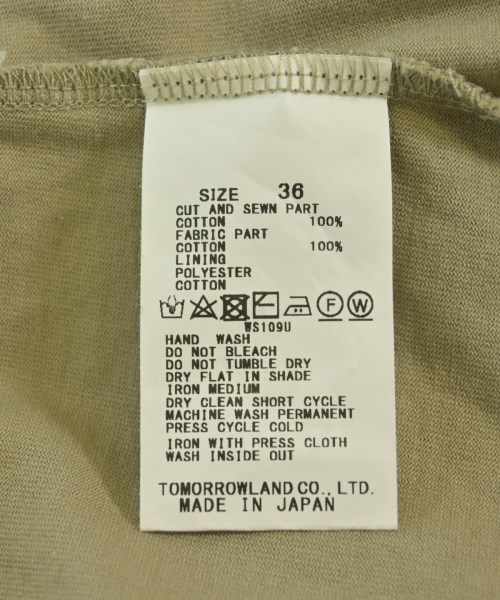 SIZE 36
CUT AND SEWN PART
COTTON 100%
FABRIC PART
COTTON 100%
LINING
POLYESTER
COTTON
F W
WS109U
HAND WASH
DO NOT BLEACH
DO NOT TUMBLE DRY
DRY FLAT IN SHADE
IRON MEDIUM
DRY CLEAN SHORT CYCLE
MACHINE WASH PERMANENT
PRESS CYCLE COLD
IRON WITH PRESS CLOTH
WASH INSIDE OUT
TOMORROWLAND CO., LTD.
MADE IN JAPAN